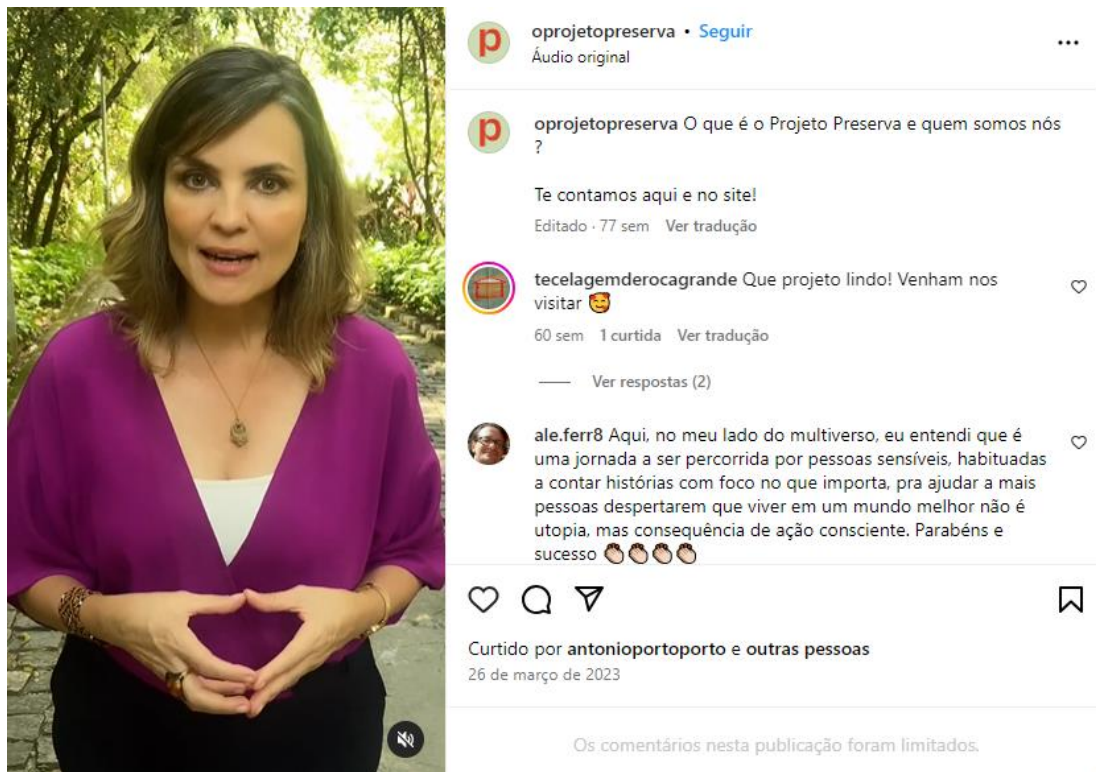 p
oprojetopreserva • Seguir
Áudio original
p
oprojetopreserva O que é o Projeto Preserva e quem somos nós
?
Te contamos aqui e no site!
Editado · 77 sem Ver tradução
tecelagemderocagrande Que projeto lindo! Venham nos
visitar 🥰
60 sem 1 curtida Ver tradução
Ver respostas (2)
ale.ferr8 Aqui, no meu lado do multiverso, eu entendi que é
uma jornada a ser percorrida por pessoas sensíveis, habituadas
a contar histórias com foco no que importa, pra ajudar a mais
pessoas despertarem que viver em um mundo melhor não é
utopia, mas consequência de ação consciente. Parabéns e
sucesso 👏🏻👏🏻👏🏻👏🏻
Curtido por antonioportoporto e outras pessoas
26 de março de 2023
Os comentários nesta publicação foram limitados.